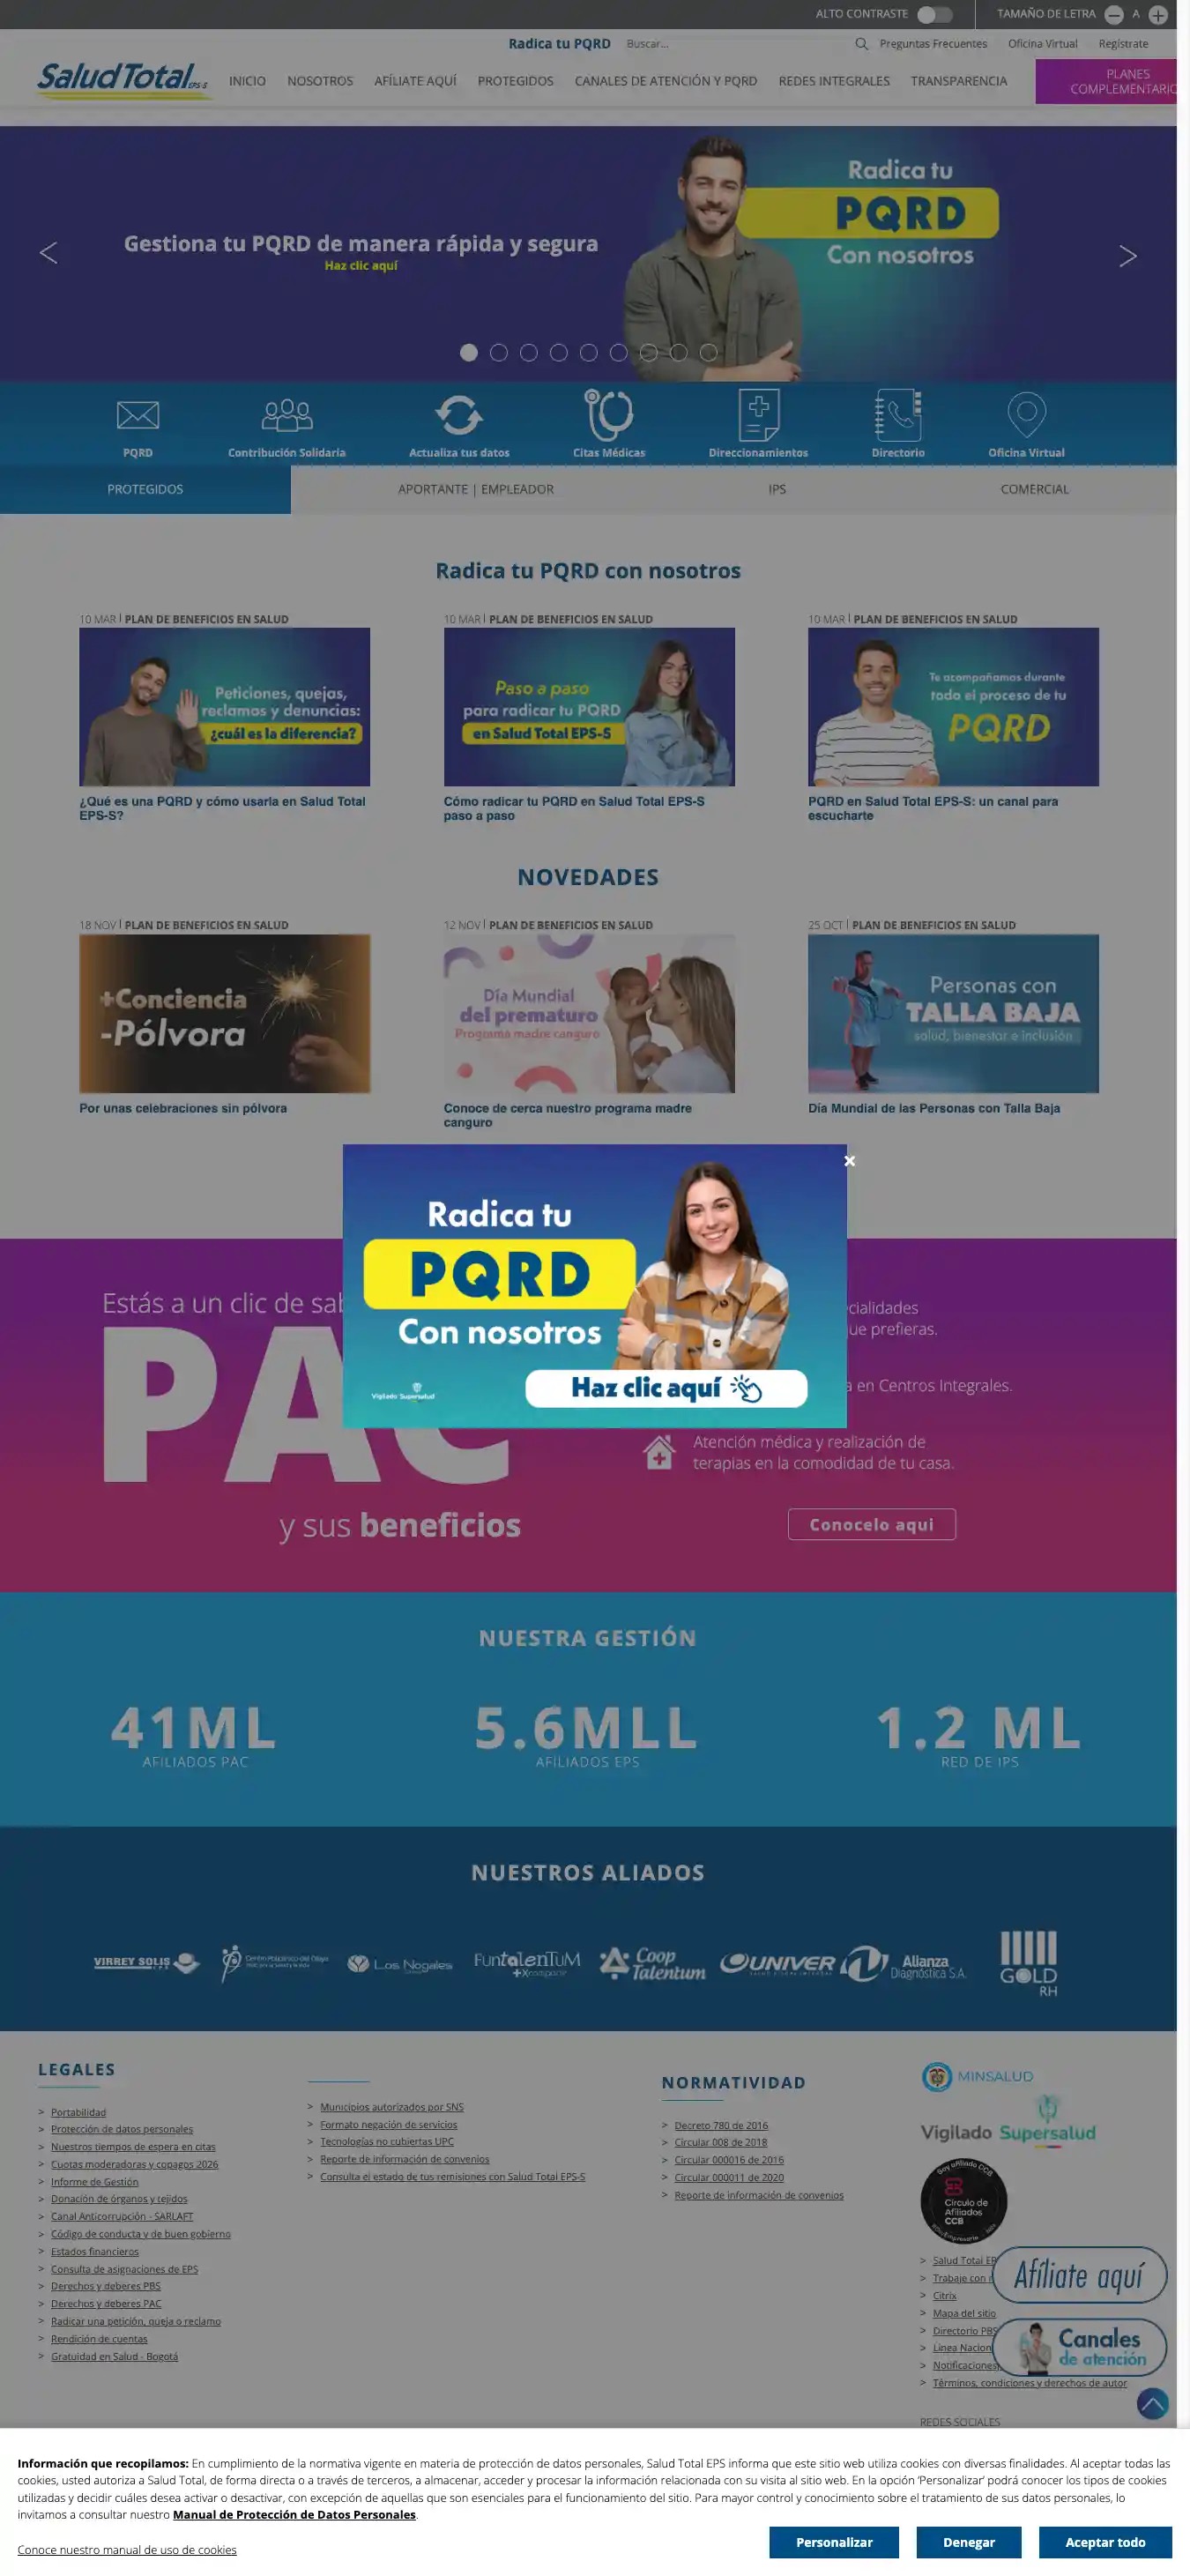 ALTO CONTRASTE
TAMAÑO DE LETRA
A
Radica tu PQRD
Buscar...
Preguntas Frecuentes
Oficina Virtual
Regístrate
SaludTotal EPS-S
INICIO
NOSOTROS
AFÍLIATE AQUÍ
PROTEGIDOS
CANALES DE ATENCIÓN Y PQRD
REDES INTEGRALES
TRANSPARENCIA
PLANES
COMPLEMENTARIO
Gestiona tu PQRD de manera rápida y segura
Haz clic aquí
Radica tu
PQRD
Con nosotros
PQRD
Contribución Solidaria
Actualiza tus datos
Citas Médicas
Direccionamientos
Directorio
Oficina Virtual
PROTEGIDOS
APORTANTE | EMPLEADOR
IPS
COMERCIAL
Radica tu PQRD con nosotros
10 MAR | PLAN DE BENEFICIOS EN SALUD
Peticiones, quejas,
reclamos y denuncias:
¿cuál es la diferencia?
¿Qué es una PQRD y cómo usarla en Salud Total
EPS-S?
10 MAR | PLAN DE BENEFICIOS EN SALUD
Paso a paso
para radicar tu PQRD
en Salud Total EPS-S
Cómo radicar tu PQRD en Salud Total EPS-S
paso a paso
10 MAR | PLAN DE BENEFICIOS EN SALUD
Te acompañamos durante
todo el proceso de tu
PQRD
PQRD en Salud Total EPS-S: un canal para
escucharte
NOVEDADES
18 NOV | PLAN DE BENEFICIOS EN SALUD
+Conciencia
-Pólvora
Por unas celebraciones sin pólvora
12 NOV | PLAN DE BENEFICIOS EN SALUD
Día Mundial
del prematuro
Programa madre canguro
Conoce de cerca nuestro programa madre
canguro
25 OCT | PLAN DE BENEFICIOS EN SALUD
Personas con
TALLA BAJA
salud, bienestar e inclusión
Día Mundial de las Personas con Talla Baja
Radica tu
PQRD
Con nosotros
Haz clic aquí
Vigilado Supersalud
Estás a un clic de sab
PAC
y sus beneficios
cialidades
ue prefieras.
a en Centros Integrales.
Atención médica y realización de
terapias en la comodidad de tu casa.
Conocelo aqui
NUESTRA GESTIÓN
41ML
AFILIADOS PAC
5.6MLL
AFILIADOS EPS
1.2 ML
RED DE IPS
NUESTROS ALIADOS
VIRREY SOLIS
Los Nogales
FunTalenTum
Coop
Talentum
UNIVER
Alianza
Diagnóstica S.A.
GOLD
RH
LEGALES
> Portabilidad
> Protección de datos personales
> Nuestros tiempos de espera en citas
> Cuotas moderadoras y copagos 2026
> Informe de Gestión
> Donación de órganos y tejidos
> Canal Anticorrupción - SARLAFT
> Código de conducta y de buen gobierno
> Estados financieros
> Consulta de asignaciones de EPS
> Derechos y deberes PBS
> Derechos y deberes PAC
> Radicar una petición, queja o reclamo
> Rendición de cuentas
> Gratuidad en Salud - Bogotá
> Municipios autorizados por SNS
> Formato negación de servicios
> Tecnologías no cubiertas UPC
> Reporte de información de convenios
> Consulta el estado de tus remisiones con Salud Total EPS-S
NORMATIVIDAD
> Decreto 780 de 2016
> Circular 008 de 2018
> Circular 000016 de 2016
> Circular 000011 de 2020
> Reporte de información de convenios
MINSALUD
Vigilado Supersalud
Soy afiliado CCB
Círculo de
Afiliados
CCB
> Salud Total EP
> Trabaje con
> Citrix
> Mapa del sitio
> Directorio PBS
> Línea Nacion
> Notificaciones
> Términos, condiciones y derechos de autor
Afíliate aquí
Canales
de atención
REDES SOCIALES
Información que recopilamos: En cumplimiento de la normativa vigente en materia de protección de datos personales, Salud Total EPS informa que este sitio web utiliza cookies con diversas finalidades. Al aceptar todas las
cookies, usted autoriza a Salud Total, de forma directa o a través de terceros, a almacenar, acceder y procesar la información relacionada con su visita al sitio web. En la opción 'Personalizar' podrá conocer los tipos de cookies
utilizadas y decidir cuáles desea activar o desactivar, con excepción de aquellas que son esenciales para el funcionamiento del sitio. Para mayor control y conocimiento sobre el tratamiento de sus datos personales, lo
invitamos a consultar nuestro Manual de Protección de Datos Personales.
Conoce nuestro manual de uso de cookies
Personalizar
Denegar
Aceptar todo